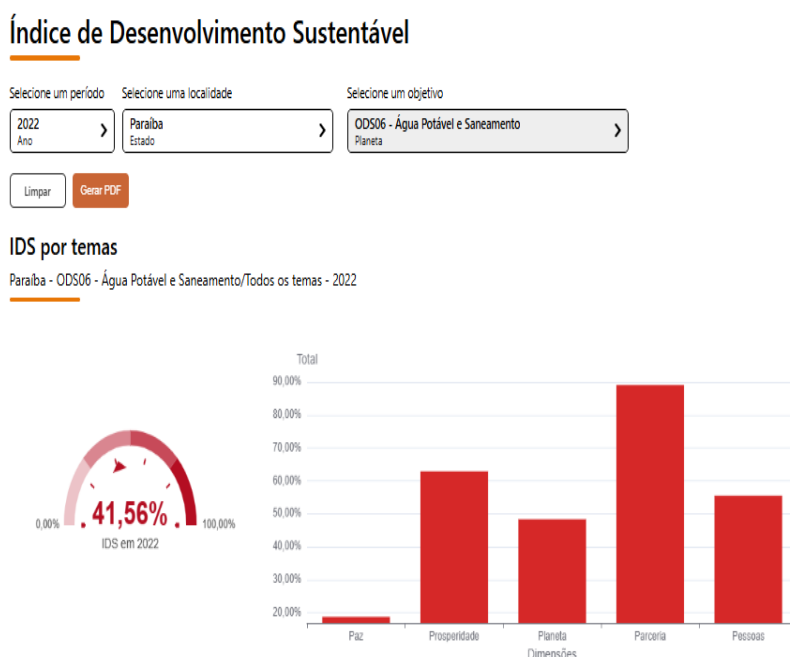 Índice de Desenvolvimento Sustentável
Selecione um período Selecione uma localidade Selecione um objetivo
2022 Paraíba ODS06 - Água Potável e Saneamento
Ano Estado Planeta
Limpar Gerar PDF
IDS por temas
Paraíba - ODS06 - Água Potável e Saneamento/Todos os temas - 2022
Total
90,00%
80,00%
70,00%
60,00%
50,00%
40,00%
30,00%
20,00%
0,00% 41,56% 100,00%
IDS em 2022
Paz Prosperidade Planeta Parceria Pessoas
Dimensões